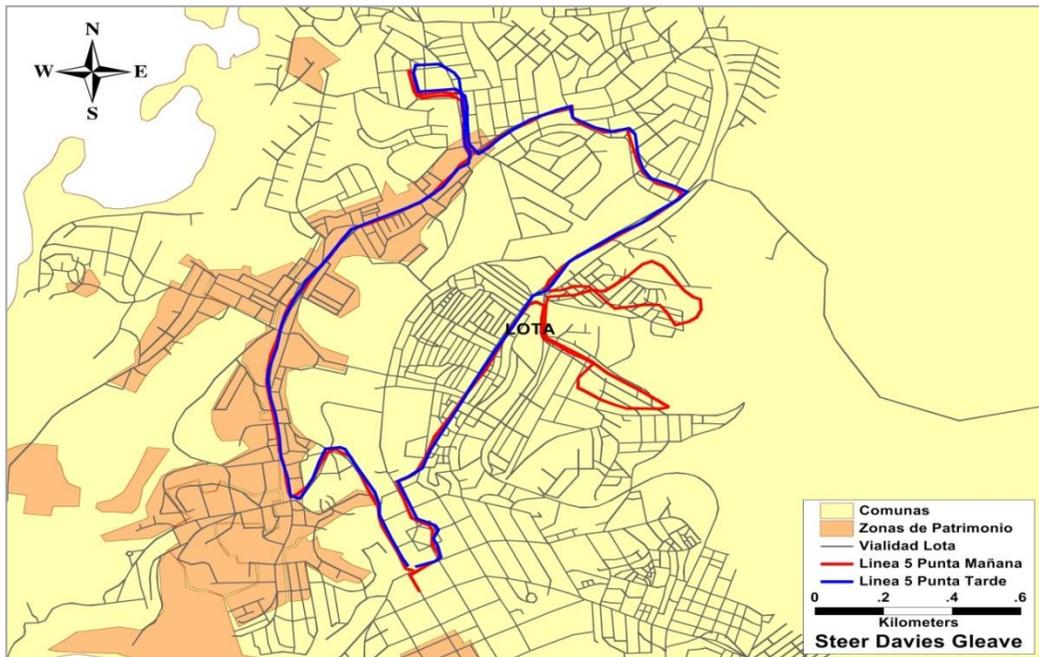 N
W E
S
LOTA
Comunas
Zonas de Patrimonio
Vialidad Lota
Linea 5 Punta Mañana
Linea 5 Punta Tarde
0 .2 .4 .6
Kilometers
Steer Davies Gleave